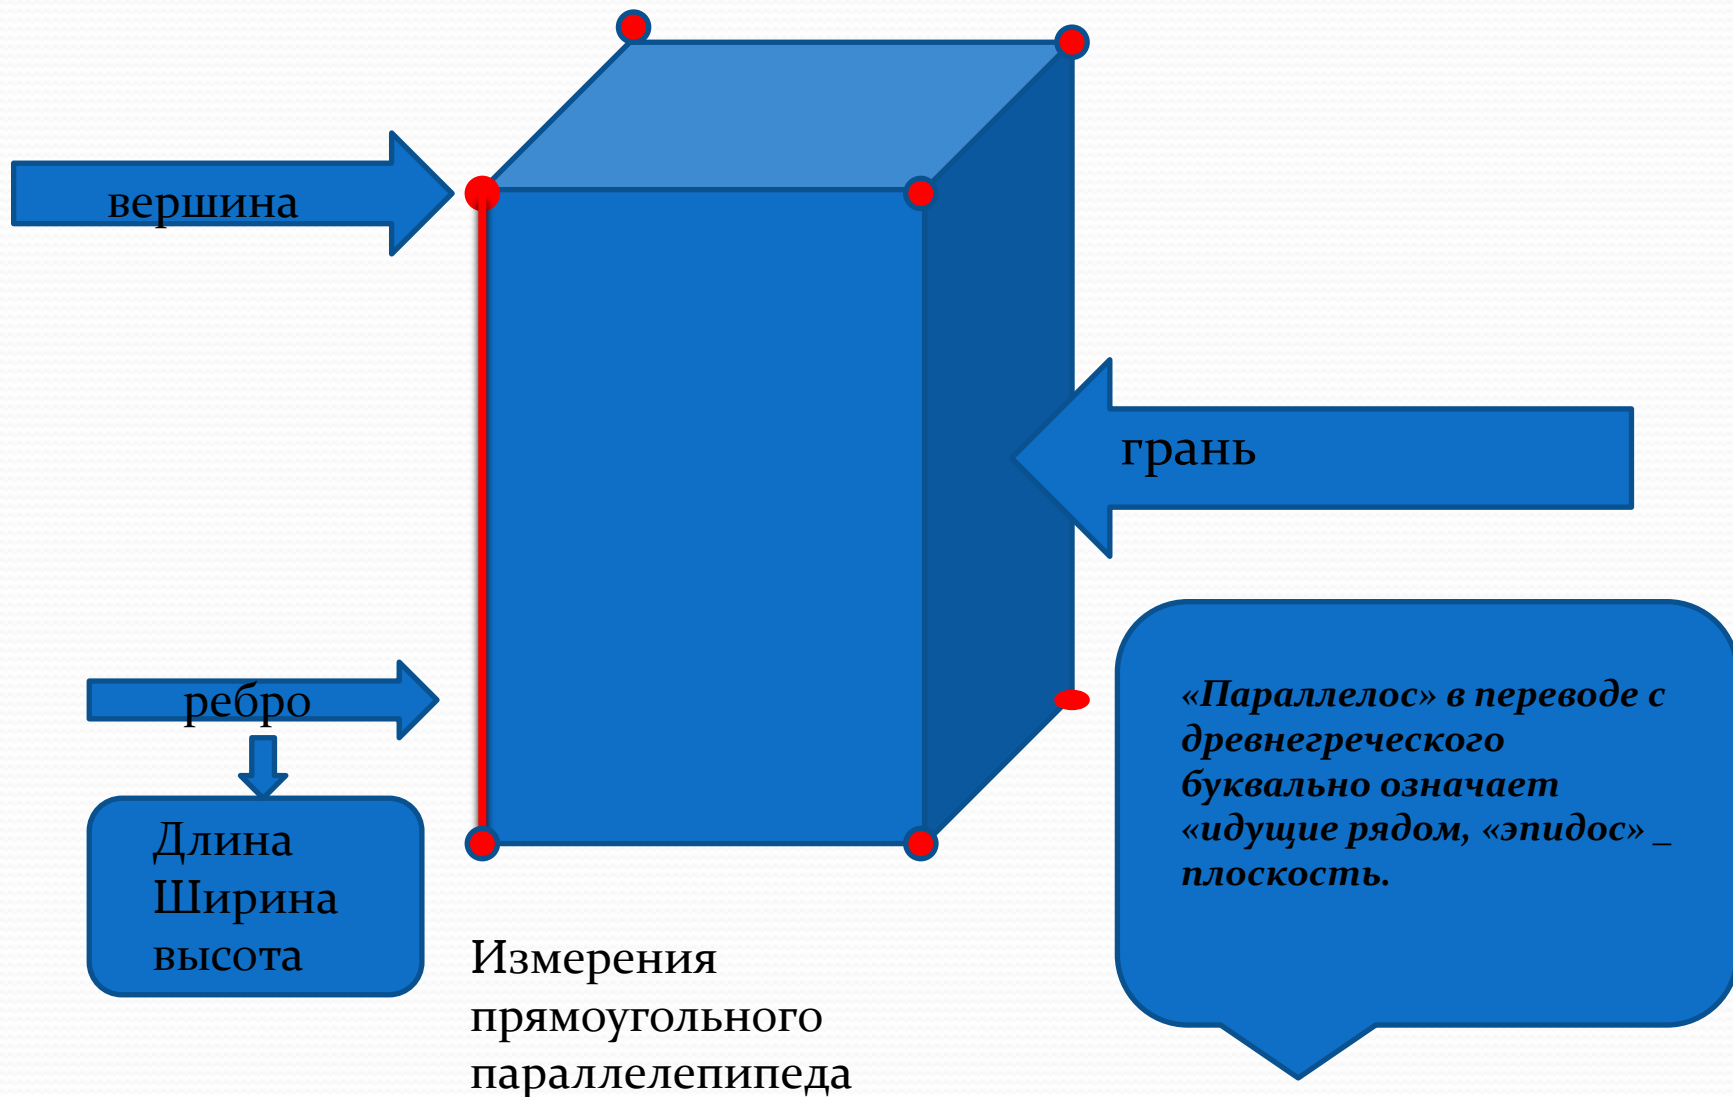 вершина
грань
ребро
Длина
Ширина
высота
Измерения
прямоугольного
параллелепипеда
«Параллелос» в переводе с
древнегреческого
буквально означает
«идущие рядом, «эпидос» _
плоскость.